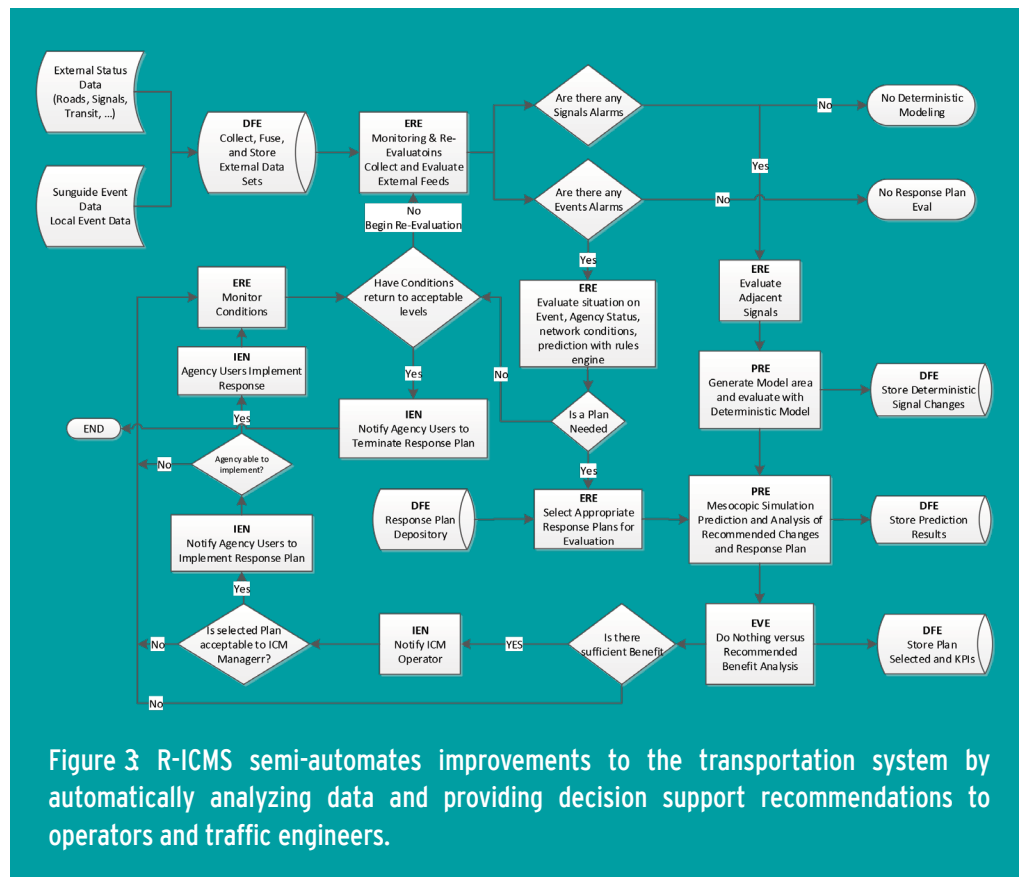 External Status
Data
(Roads, Signals,
Transit, ...)
Sunguide Event
Data
Local Event Data
DFE
Collect, Fuse,
and Store
External Data
Sets
ERE
Monitoring & Re-
Evaluatoins
Collect and Evaluate
External Feeds
Are there any
Signals Alarms
No
No Deterministic
Modeling
Yes
Are there any
Events Alarms
No
No Response Plan
Eval
No
Begin Re-Evaluation
Yes
ERE
Monitor
Conditions
Have Conditions
return to acceptable
levels
ERE
Evaluate situation on
Event, Agency Status,
network conditions,
prediction with rules
engine
ERE
Evaluate
Adjacent
Signals
IEN
Agency Users Implement
Response
Yes
No
PRE
Generate Model area
and evaluate with
Deterministic Model
DFE
Store Deterministic
Signal Changes
Yes
END
IEN
Notify Agency Users to
Terminate Response Plan
Is a Plan
Needed
No
Agency able to
implement?
Yes
IEN
Notify Agency Users to
Implement Response Plan
DFE
Response Plan
Depository
ERE
Select Appropriate
Response Plans for
Evaluation
PRE
Mesocopic Simulation
Prediction and Analysis of
Recommended Changes
and Response Plan
DFE
Store Prediction
Results
Yes
No
Is selected Plan
acceptable to ICM
Managerr?
IEN
Notify ICM
Operator
YES
Is there
sufficient Benefit
EVE
Do Nothing versus
Recommended
Benefit Analysis
DFE
Store Plan
Selected and KPIs
No
Figure 3: R-ICMS semi-automates improvements to the transportation system by
automatically analyzing data and providing decision support recommendations to
operators and traffic engineers.